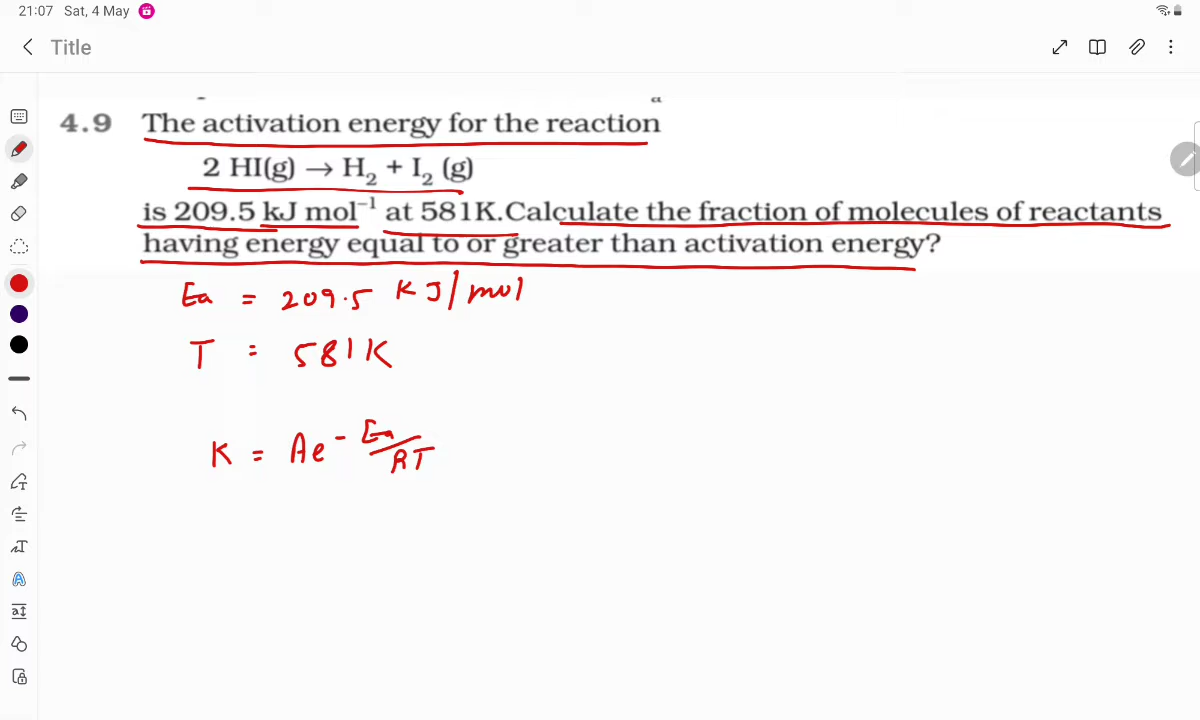 21:07 Sat, 4 May
Title
a
4.9 The activation energy for the reaction
2 HI(g) → H₂ + I₂ (g)
is 209.5 kJ mol⁻¹ at 581K.Calculate the fraction of molecules of reactants
having energy equal to or greater than activation energy?
Ea = 209.5 KJ/mol
T = 581K
K = Ae^-Ea/RT